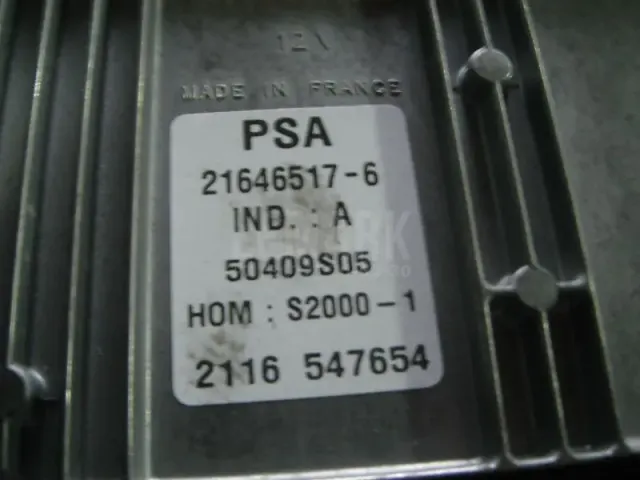 12V
MADE IN FRANCE
PSA
21646517-6
IND. : A
50409S05
HOM : S2000-1
2116 547654